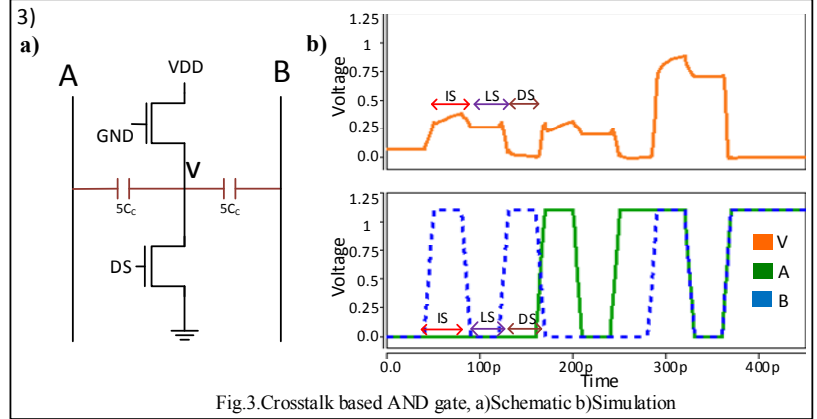 3)
a)
A
VDD
B
GND
V
5Cc
5Cc
DS
b)
Voltage
1.25
1
0.75
0.5
0.25
0.0
IS
LS
DS
Voltage
1.25
1
0.75
0.5
0.25
0.0
IS
LS
DS
V
A
B
0.0
100p
200p
300p
400p
Time
Fig.3.Crosstalk based AND gate, a)Schematic b)Simulation